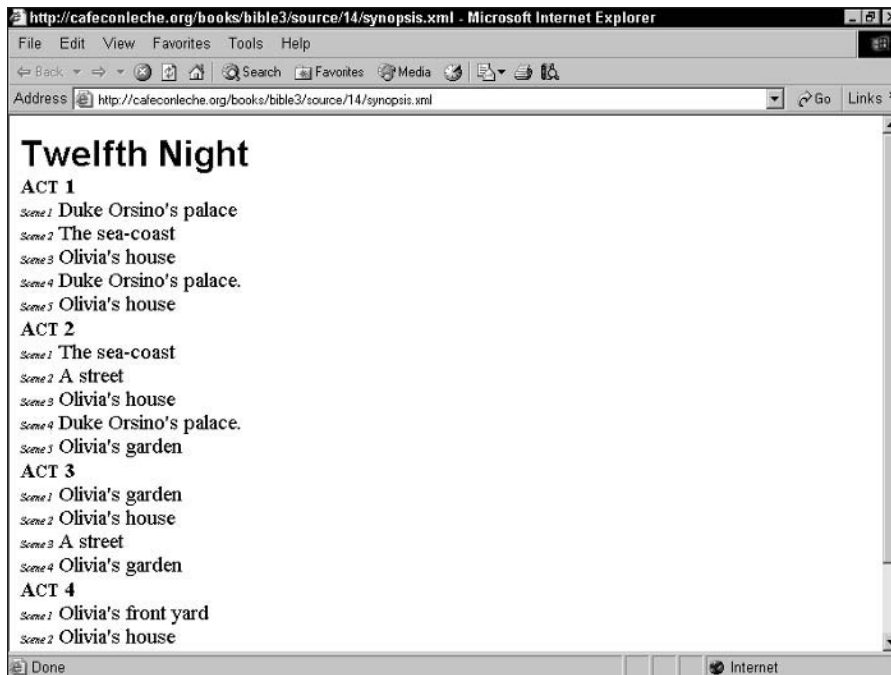 http://cafeconleche.org/books/bible3/source/14/synopsis.xml - Microsoft Internet Explorer
File Edit View Favorites Tools Help
Back Search Favorites Media
Address http://cafeconleche.org/books/bible3/source/14/synopsis.xml Go Links
Twelfth Night
ACT 1
Scene 1 Duke Orsino's palace
Scene 2 The sea-coast
Scene 3 Olivia's house
Scene 4 Duke Orsino's palace.
Scene 5 Olivia's house
ACT 2
Scene 1 The sea-coast
Scene 2 A street
Scene 3 Olivia's house
Scene 4 Duke Orsino's palace.
Scene 5 Olivia's garden
ACT 3
Scene 1 Olivia's garden
Scene 2 Olivia's house
Scene 3 A street
Scene 4 Olivia's garden
ACT 4
Scene 1 Olivia's front yard
Scene 2 Olivia's house
Done Internet